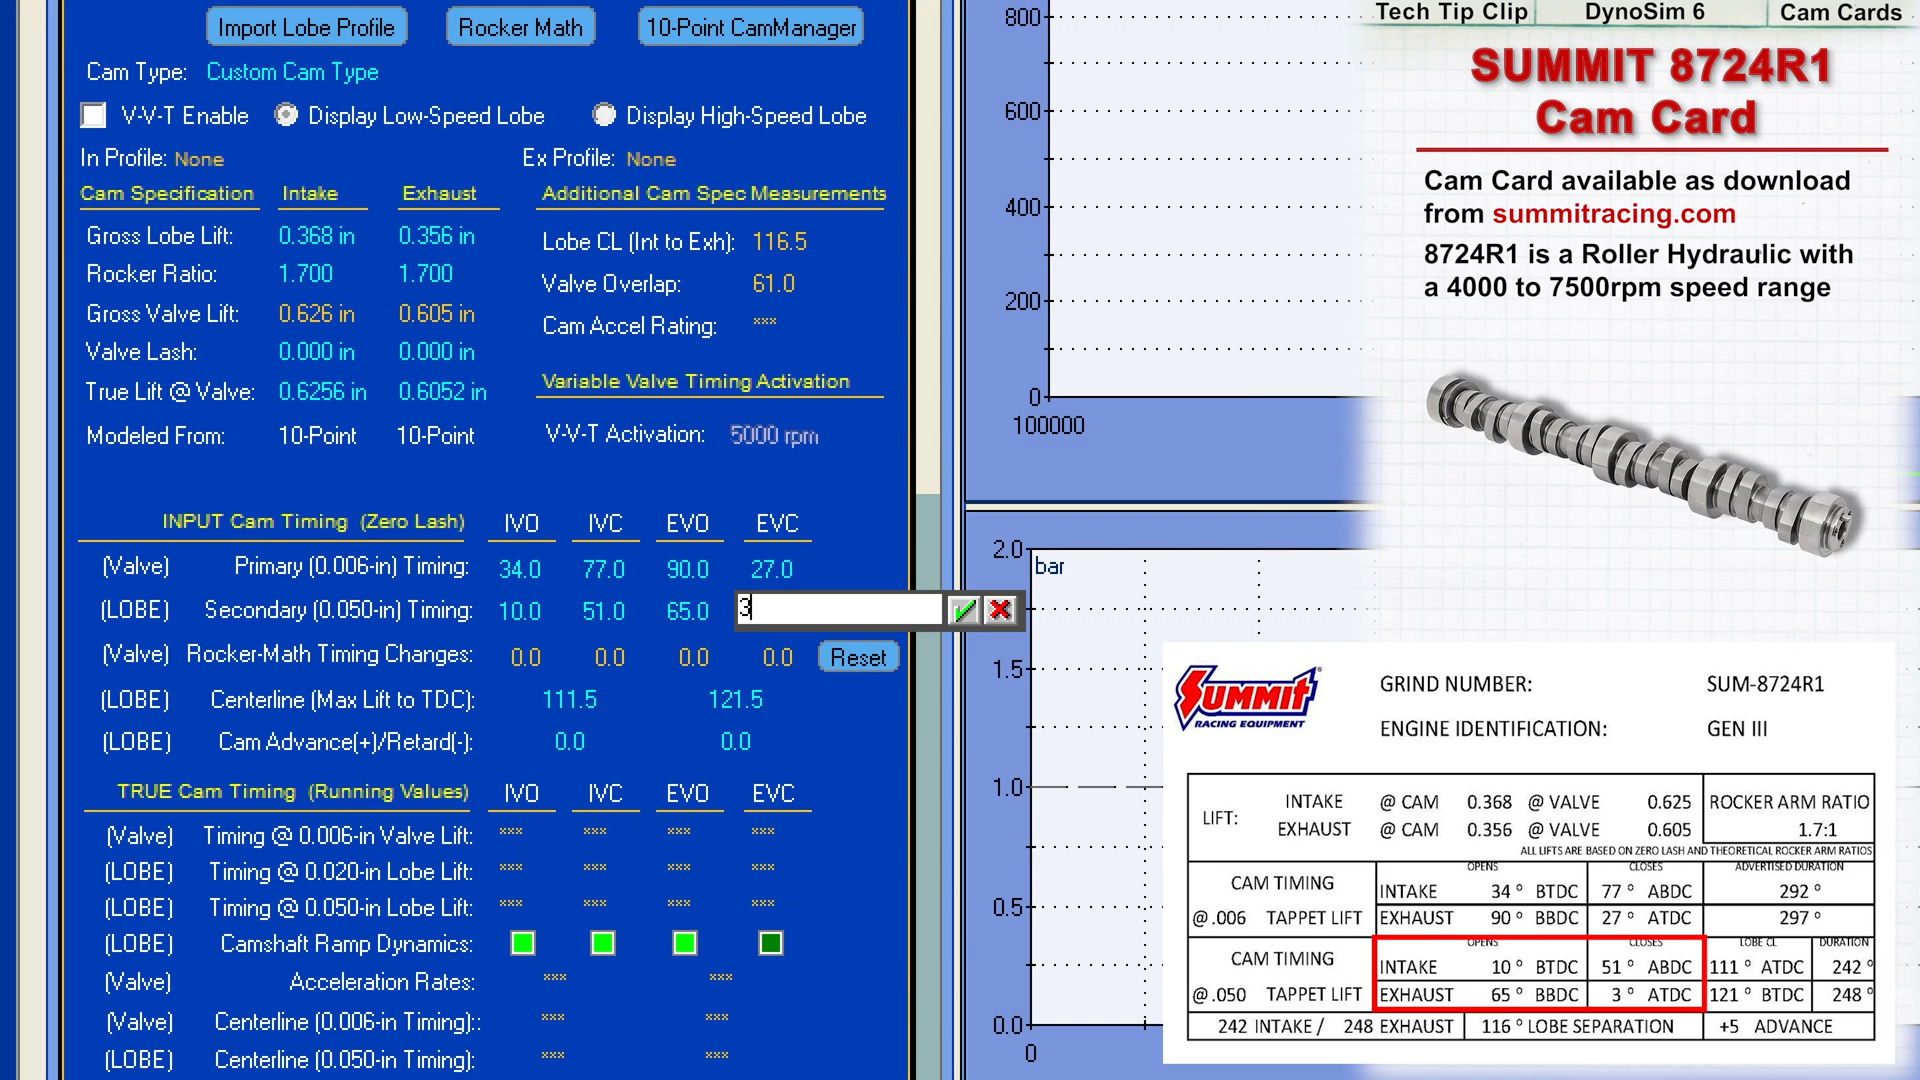 Import Lobe Profile
Rocker Math
10-Point CamManager
Cam Type: Custom Cam Type
V-V-T Enable Display Low-Speed Lobe Display High-Speed Lobe
In Profile: None Ex Profile: None
Cam Specification Intake Exhaust
Gross Lobe Lift: 0.368 in 0.356 in
Rocker Ratio: 1.700 1.700
Gross Valve Lift: 0.626 in 0.605 in
Valve Lash: 0.000 in 0.000 in
True Lift @ Valve: 0.6256 in 0.6052 in
Modeled From: 10-Point 10-Point
Additional Cam Spec Measurements
Lobe CL (Int to Exh): 116.5
Valve Overlap: 61.0
Cam Accel Rating: ***
Variable Valve Timing Activation
V-V-T Activation: 5000 rpm
INPUT Cam Timing (Zero Lash) IVO IVC EVO EVC
(Valve) Primary (0.006-in) Timing: 34.0 77.0 90.0 27.0
(LOBE) Secondary (0.050-in) Timing: 10.0 51.0 65.0 3
(Valve) Rocker-Math Timing Changes: 0.0 0.0 0.0 0.0 Reset
(LOBE) Centerline (Max Lift to TDC): 111.5 121.5
(LOBE) Cam Advance(+)/Retard(-): 0.0 0.0
TRUE Cam Timing (Running Values) IVO IVC EVO EVC
(Valve) Timing @ 0.006-in Valve Lift: *** *** *** ***
(LOBE) Timing @ 0.020-in Lobe Lift: *** *** *** ***
(LOBE) Timing @ 0.050-in Lobe Lift: *** *** *** ***
(LOBE) Camshaft Ramp Dynamics:
(Valve) Acceleration Rates: *** ***
(Valve) Centerline (0.006-in Timing):: *** ***
(LOBE) Centerline (0.050-in Timing): *** ***
800
600
400
200
0
100000
2.0
bar
1.5
1.0
0.5
0.0
0
Tech Tip Clip DynoSim 6 Cam Cards
SUMMIT 8724R1
Cam Card
Cam Card available as download
from summitracing.com
8724R1 is a Roller Hydraulic with
a 4000 to 7500rpm speed range
SUMMIT
RACING EQUIPMENT
GRIND NUMBER: SUM-8724R1
ENGINE IDENTIFICATION: GEN III
LIFT: INTAKE @ CAM 0.368 @ VALVE 0.625 ROCKER ARM RATIO
EXHAUST @ CAM 0.356 @ VALVE 0.605 1.7:1
ALL LIFTS ARE BASED ON ZERO LASH AND THEORETICAL ROCKER ARM RATIOS
OPENS CLOSES ADVERTISED DURATION
CAM TIMING INTAKE 34 ° BTDC 77 ° ABDC 292 °
@.006 TAPPET LIFT EXHAUST 90 ° BBDC 27 ° ATDC 297 °
OPENS CLOSES LOBE CL DURATION
CAM TIMING INTAKE 10 ° BTDC 51 ° ABDC 111 ° ATDC 242 °
@.050 TAPPET LIFT EXHAUST 65 ° BBDC 3 ° ATDC 121 ° BTDC 248 °
242 INTAKE / 248 EXHAUST 116 ° LOBE SEPARATION +5 ADVANCE